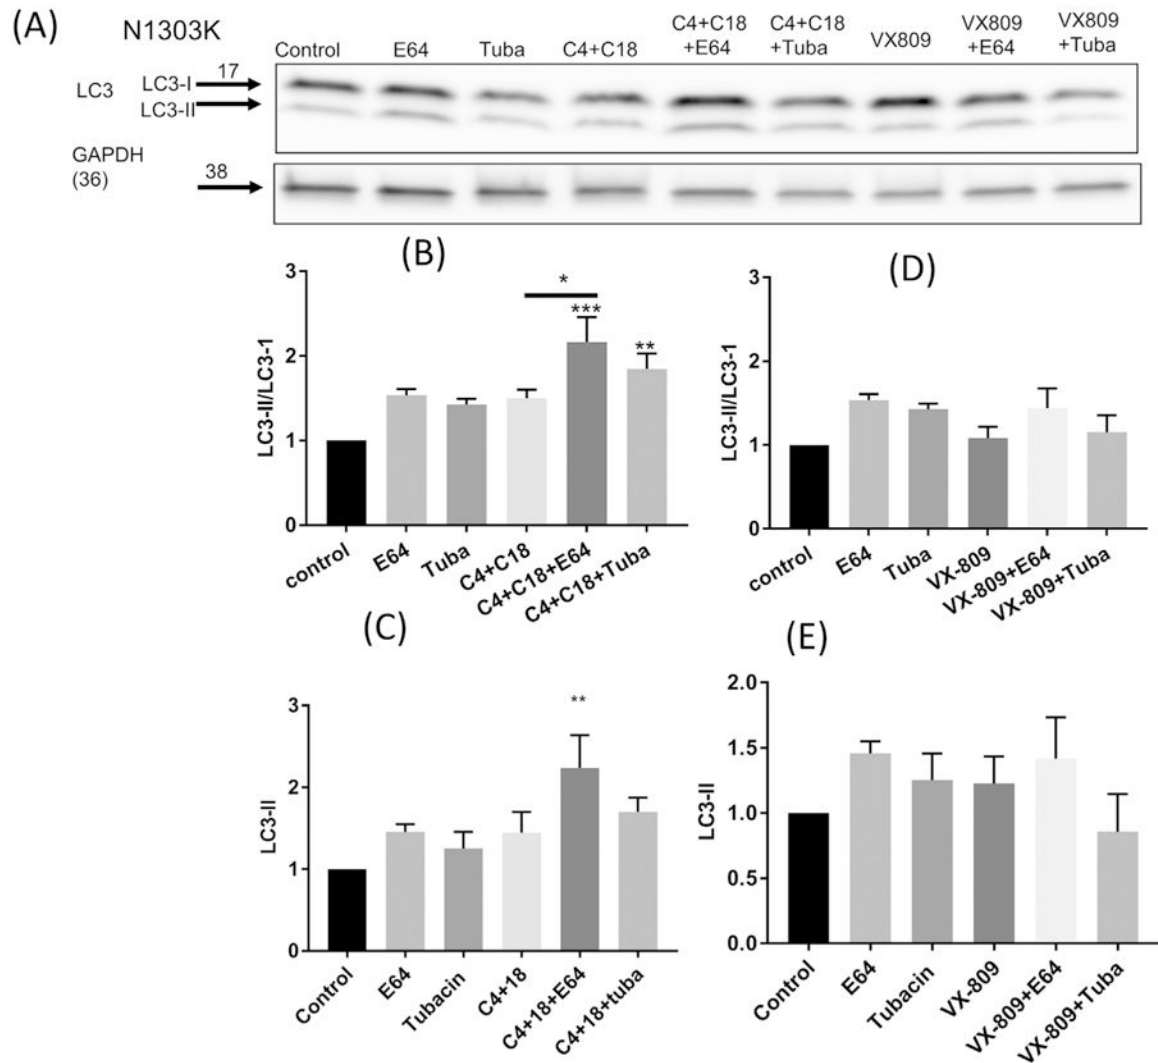 (A)
N1303K
Control
E64
Tuba
C4+C18
C4+C18
+E64
C4+C18
+Tuba
VX809
VX809
+E64
VX809
+Tuba
LC3
LC3-I
17
LC3-II
GAPDH
(36)
38
(B)
3
2
1
0
LC3-II/LC3-1
*
***
**
control
E64
Tuba
C4+C18
C4+C18+E64
C4+C18+Tuba
(D)
3
2
1
0
LC3-II/LC3-1
control
E64
Tuba
VX-809
VX-809+E64
VX-809+Tuba
(C)
3
2
1
0
LC3-II
**
Control
E64
Tubacin
C4+18
C4+18+E64
C4+18+tuba
(E)
2.0
1.5
1.0
0.5
0.0
LC3-II
Control
E64
Tubacin
VX-809
VX-809+E64
VX-809+Tuba